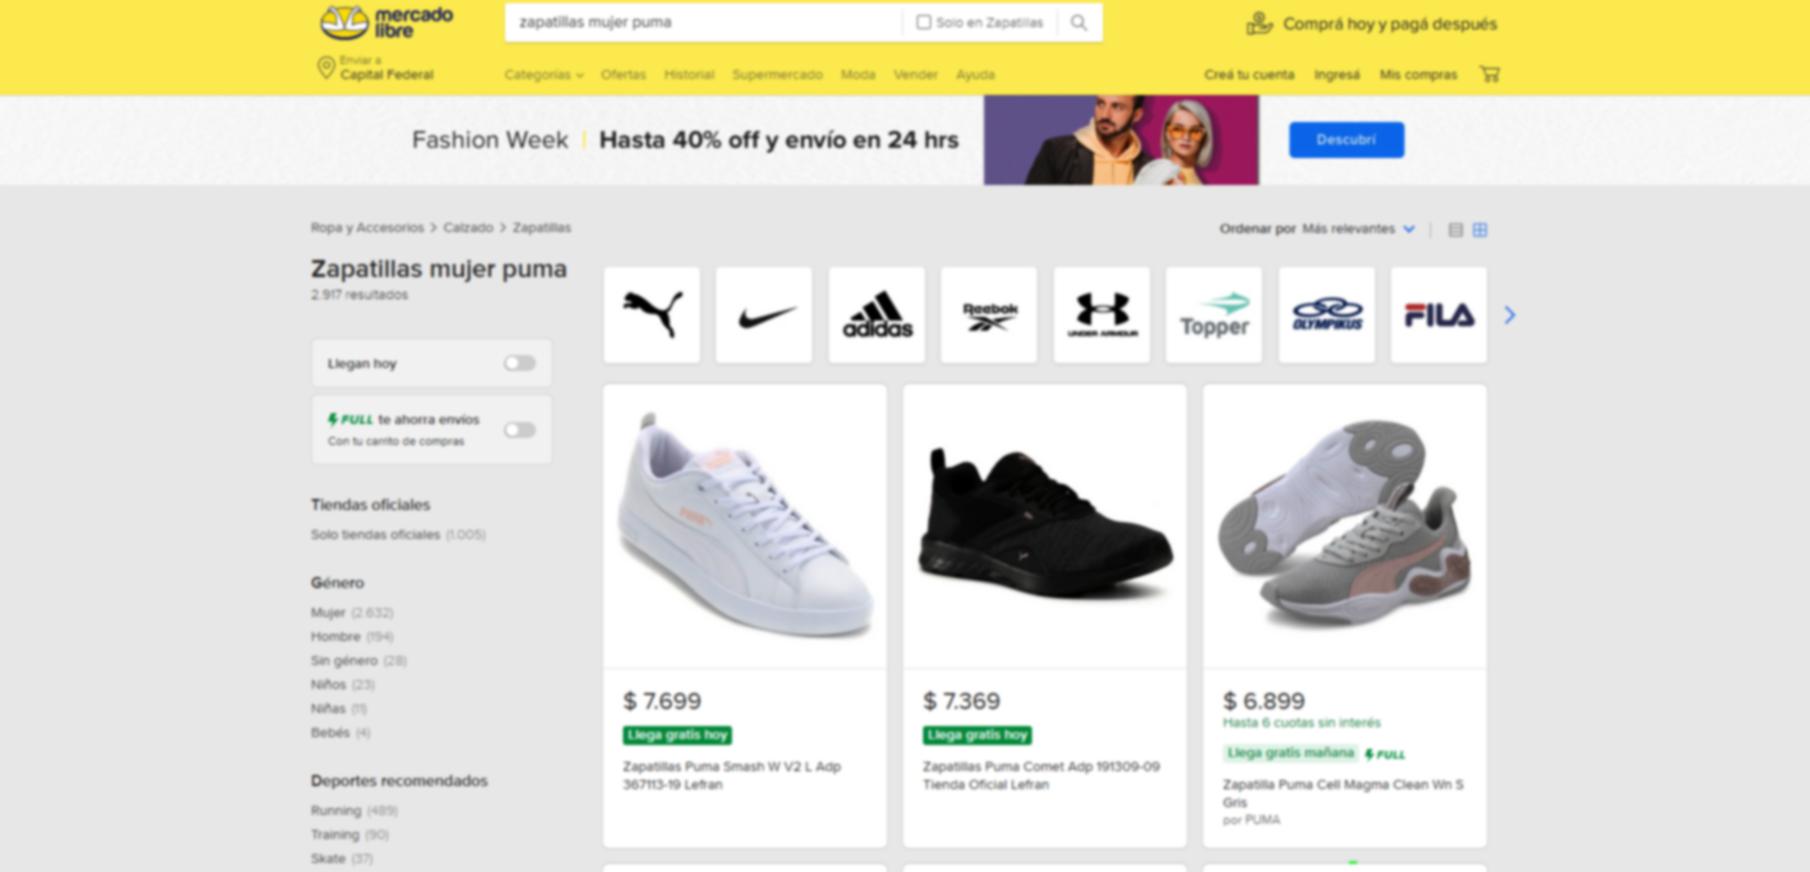 mercado
libre
zapatillas mujer puma
Solo en Zapatillas
Comprá hoy y pagá después
Enviar a
Capital Federal
Categorías
Ofertas
Historial
Supermercado
Moda
Vender
Ayuda
Creá tu cuenta
Ingresá
Mis compras
Fashion Week | Hasta 40% off y envío en 24 hrs
Descubrí
Ropa y Accesorios > Calzado > Zapatillas
Ordenar por Más relevantes
Zapatillas mujer puma
2.917 resultados
adidas
Reebok
UNDER ARMOUR
Topper
OLYMPIKUS
FILA
Llegan hoy
FULL te ahorra envíos
Con tu carrito de compras
Tiendas oficiales
Solo tiendas oficiales (1.005)
Género
Mujer (2.632)
Hombre (194)
Sin género (28)
Niños (23)
Niñas (11)
Bebés (4)
Deportes recomendados
Running (489)
Training (90)
Skate (37)
$ 7.699
Llega gratis hoy
Zapatillas Puma Smash W V2 L Adp
367113-19 Lefran
$ 7.369
Llega gratis hoy
Zapatillas Puma Comet Adp 191309-09
Tienda Oficial Lefran
$ 6.899
Hasta 6 cuotas sin interés
Llega gratis mañana FULL
Zapatilla Puma Cell Magma Clean Wn S
Gris
por PUMA